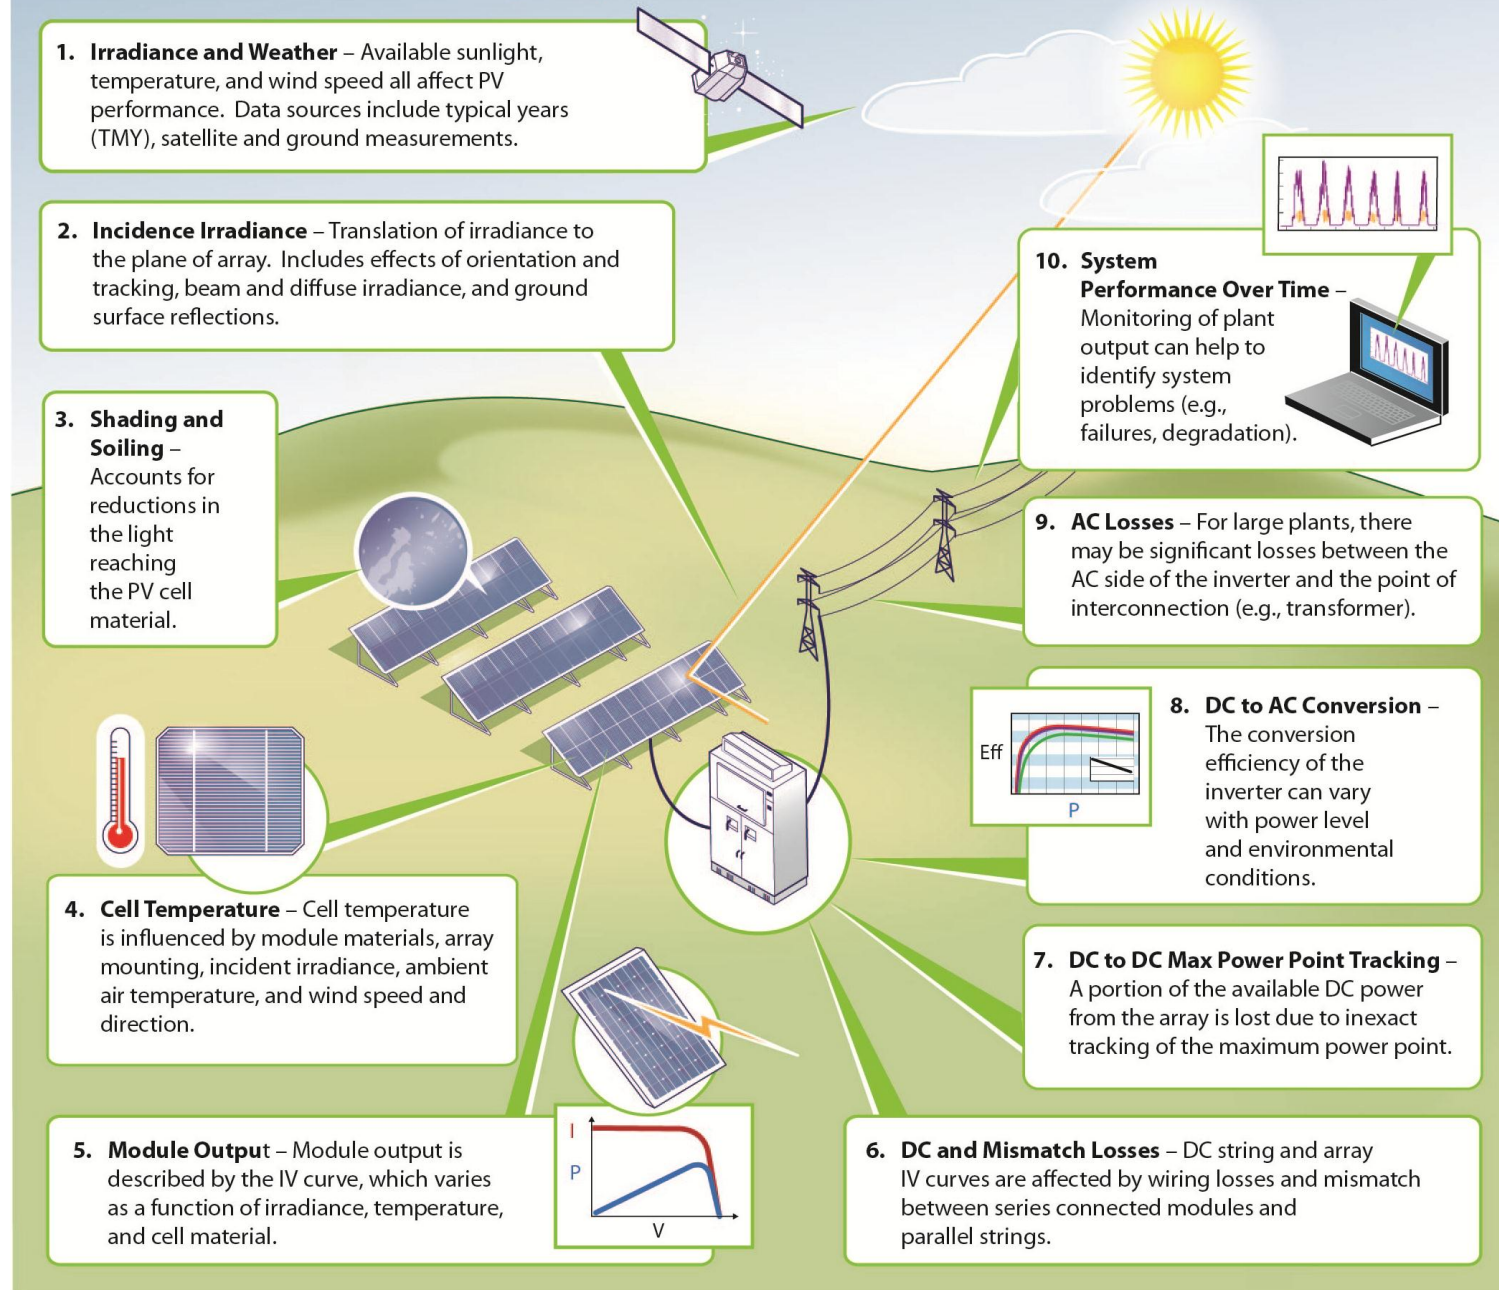 1. Irradiance and Weather – Available sunlight,
temperature, and wind speed all affect PV
performance. Data sources include typical years
(TMY), satellite and ground measurements.
2. Incidence Irradiance – Translation of irradiance to
the plane of array. Includes effects of orientation and
tracking, beam and diffuse irradiance, and ground
surface reflections.
3. Shading and
Soiling –
Accounts for
reductions in
the light
reaching
the PV cell
material.
4. Cell Temperature – Cell temperature
is influenced by module materials, array
mounting, incident irradiance, ambient
air temperature, and wind speed and
direction.
5. Module Output – Module output is
described by the IV curve, which varies
as a function of irradiance, temperature,
and cell material.
I
P
V
6. DC and Mismatch Losses – DC string and array
IV curves are affected by wiring losses and mismatch
between series connected modules and
parallel strings.
7. DC to DC Max Power Point Tracking –
A portion of the available DC power
from the array is lost due to inexact
tracking of the maximum power point.
8. DC to AC Conversion –
The conversion
efficiency of the
inverter can vary
with power level
and environmental
conditions.
Eff
P
9. AC Losses – For large plants, there
may be significant losses between the
AC side of the inverter and the point of
interconnection (e.g., transformer).
10. System
Performance Over Time –
Monitoring of plant
output can help to
identify system
problems (e.g.,
failures, degradation).